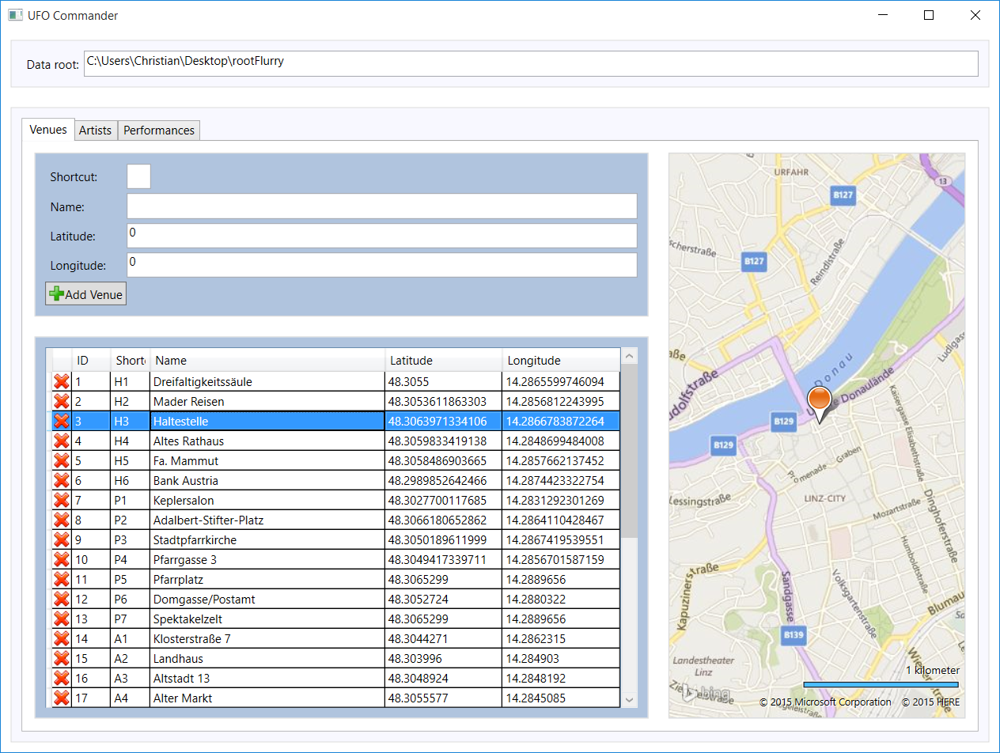 UFO Commander
Data root: C:\Users\Christian\Desktop\rootFlurry
Venues Artists Performances
Shortcut:
Name:
Latitude: 0
Longitude: 0
Add Venue
ID Shortc Name Latitude Longitude
1 H1 Dreifaltigkeitssäule 48.3055 14.2865599746094
2 H2 Mader Reisen 48.3053611863303 14.2856812243995
3 H3 Haltestelle 48.3063971334106 14.2866783872264
4 H4 Altes Rathaus 48.3059833419138 14.2848699484008
5 H5 Fa. Mammut 48.3058486903665 14.2857662137452
6 H6 Bank Austria 48.2989852642466 14.2874423322754
7 P1 Keplersalon 48.3027700117685 14.2831292301269
8 P2 Adalbert-Stifter-Platz 48.3066180652862 14.2864110428467
9 P3 Stadtpfarrkirche 48.3050189611999 14.2867419539551
10 P4 Pfarrgasse 3 48.3049417339711 14.2856701587159
11 P5 Pfarrplatz 48.3065299 14.2889656
12 P6 Domgasse/Postamt 48.3052724 14.2880322
13 P7 Spektakelzelt 48.3065299 14.2889656
14 A1 Klosterstraße 7 48.3044271 14.2862315
15 A2 Landhaus 48.303996 14.284903
16 A3 Altstadt 13 48.3048924 14.2848192
17 A4 Alter Markt 48.3055577 14.2845085
URFAHR
13
B127
scherstraße
B127
Reindlstraße
Ludlgas
aße
Donau
udolfstraße
Donaulände
Kaisergasse Elisabethstraße
B129
B129
Promenade Graben
Lessingstraße
LINZ-CITY
Mozartstraße
Dinghoferstraße
Humboldtstraße
Kapuzinerstraße
Sandgasse
Volksgartenstraße
Blumau
B139
Landestheater
Linz
Wiener
1 kilometer
bing
© 2015 Microsoft Corporation © 2015 HERE